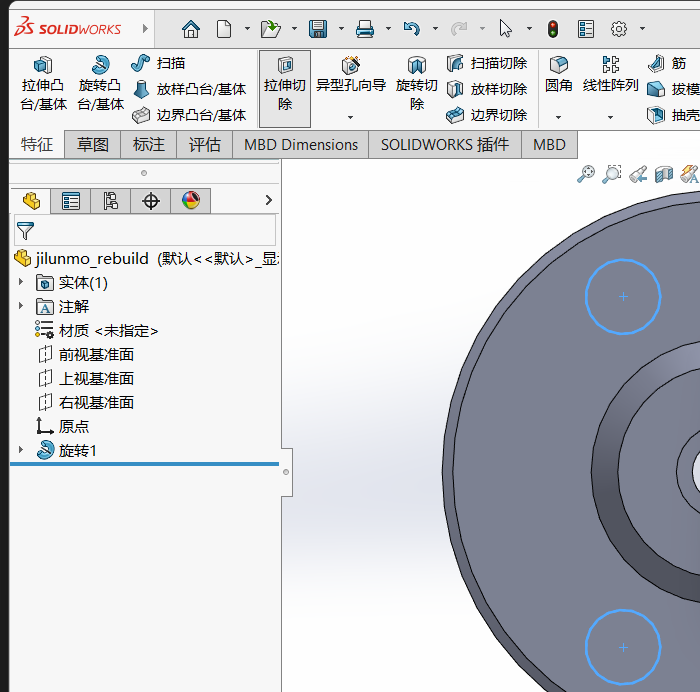 SOLIDWORKS
拉伸凸台/基体
旋转凸台/基体
扫描
放样凸台/基体
边界凸台/基体
拉伸切除
异型孔向导
旋转切除
扫描切除
放样切除
边界切除
圆角
线性阵列
筋
拔模
抽壳
特征 草图 标注 评估 MBD Dimensions SOLIDWORKS 插件 MBD
jilunmo_rebuild (默认<<默认>_显
实体(1)
注解
材质 <未指定>
前视基准面
上视基准面
右视基准面
原点
旋转1